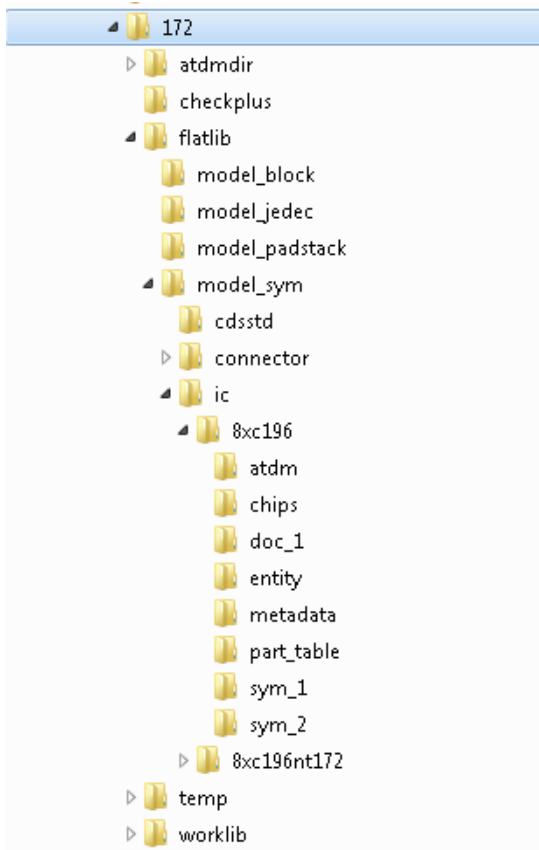 172
atdmdir
checkplus
flatlib
model_block
model_jedec
model_padstack
model_sym
cdsstd
connector
ic
8xc196
atdm
chips
doc_1
entity
metadata
part_table
sym_1
sym_2
8xc196nt172
temp
worklib